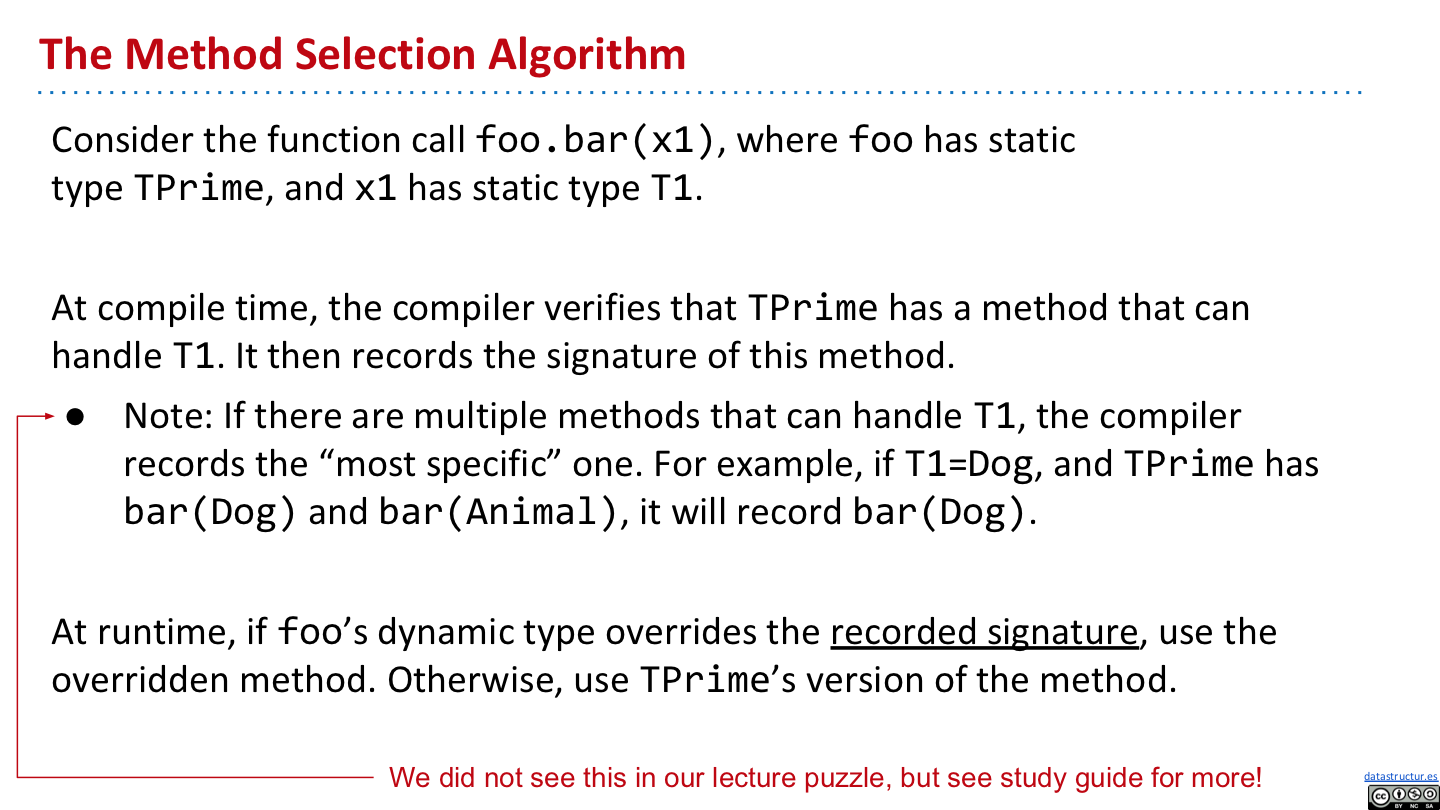 The Method Selection Algorithm
Consider the function call foo.bar(x1), where foo has static
type TPrime, and x1 has static type T1.
At compile time, the compiler verifies that TPrime has a method that can
handle T1. It then records the signature of this method.
● Note: If there are multiple methods that can handle T1, the compiler
records the “most specific” one. For example, if T1=Dog, and TPrime has
bar(Dog) and bar(Animal), it will record bar(Dog).
At runtime, if foo’s dynamic type overrides the recorded signature, use the
overridden method. Otherwise, use TPrime’s version of the method.
We did not see this in our lecture puzzle, but see study guide for more!
datastructur.es
cc
BY NC SA